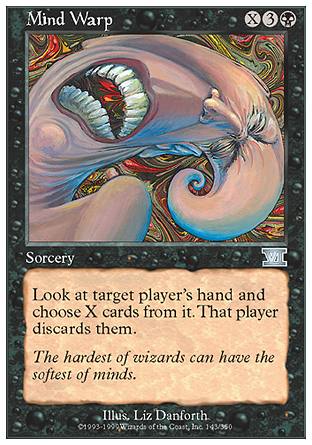 Mind Warp X 3
Sorcery VI
Look at target player's hand and
choose X cards from it. That player
discards them.
The hardest of wizards can have the
softest of minds.
Illus. Liz Danforth
©1993-1999 Wizards of the Coast, Inc. 143/350